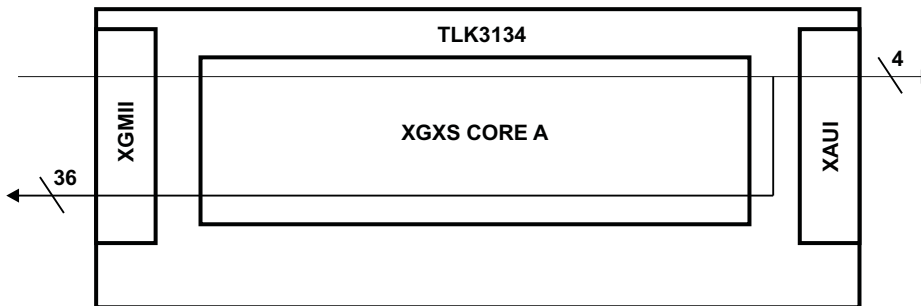 TLK3134
4
XGMII
XGXS CORE A
XAUI
36